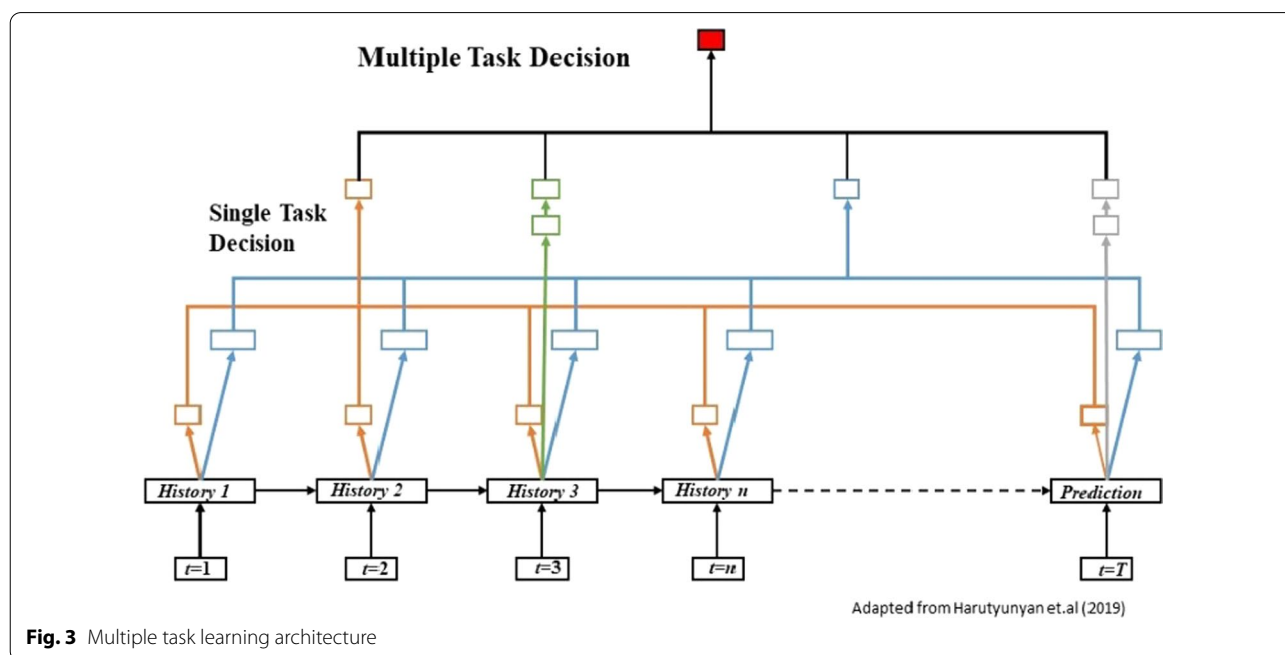 Multiple Task Decision
Single Task
Decision
History 1
History 2
History 3
History n
Prediction
t=1
t=2
t=3
t=n
t=T
Adapted from Harutyunyan et.al (2019)
Fig. 3 Multiple task learning architecture